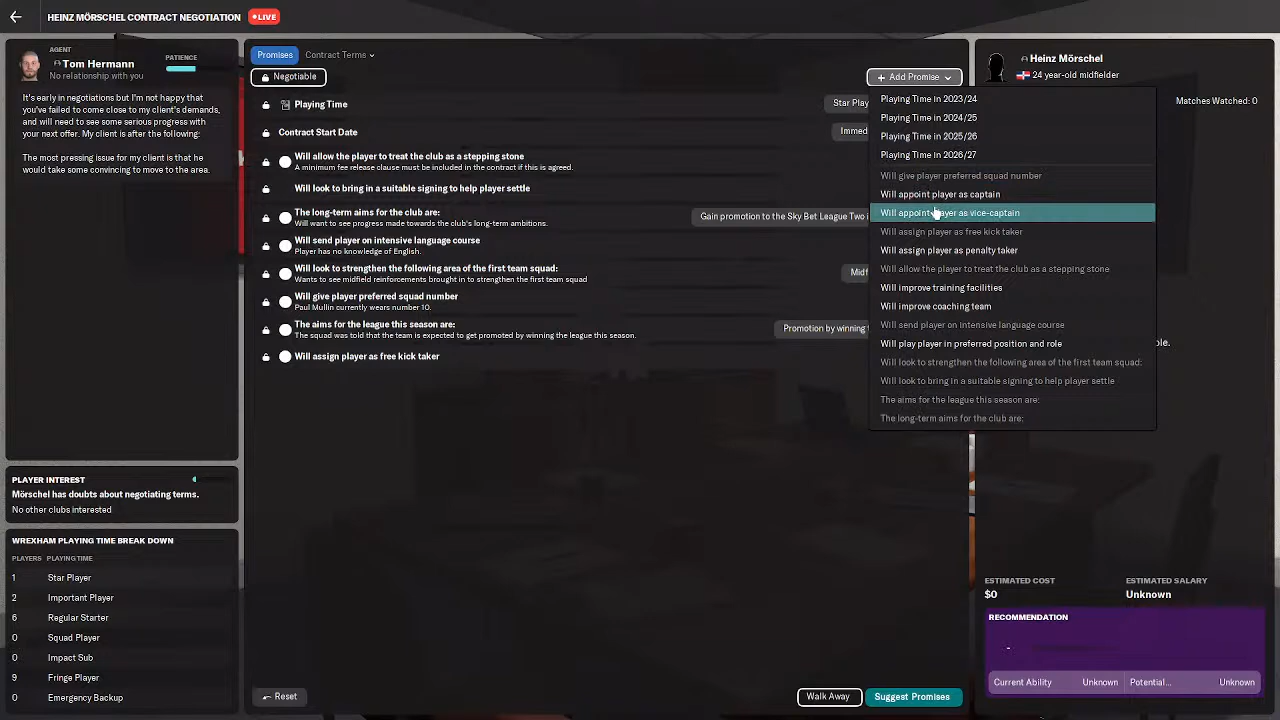 HEINZ MÖRSCHEL CONTRACT NEGOTIATION
LIVE
AGENT
Tom Hermann
No relationship with you
PATIENCE
It's early in negotiations but I'm not happy that
you've failed to come close to my client's demands,
and will need to see some serious progress with
your next offer. My client is after the following:
The most pressing issue for my client is that he
would take some convincing to move to the area.
PLAYER INTEREST
Mörschel has doubts about negotiating terms.
No other clubs interested
WREXHAM PLAYING TIME BREAK DOWN
PLAYERS PLAYING TIME
1 Star Player
2 Important Player
6 Regular Starter
0 Squad Player
0 Impact Sub
9 Fringe Player
0 Emergency Backup
Promises
Contract Terms
Negotiable
Add Promise
Playing Time
Star Play
Contract Start Date
Immed
Will allow the player to treat the club as a stepping stone
A minimum fee release clause must be included in the contract if this is agreed.
Will look to bring in a suitable signing to help player settle
The long-term aims for the club are:
Will want to see progress made towards the club's long-term ambitions.
Gain promotion to the Sky Bet League Two i
Will send player on intensive language course
Player has no knowledge of English.
Will look to strengthen the following area of the first team squad:
Wants to see midfield reinforcements brought in to strengthen the first team squad
Midf
Will give player preferred squad number
Paul Mullin currently wears number 10.
The aims for the league this season are:
The squad was told that the team is expected to get promoted by winning the league this season.
Promotion by winning
Will assign player as free kick taker
Playing Time in 2023/24
Playing Time in 2024/25
Playing Time in 2025/26
Playing Time in 2026/27
Will give player preferred squad number
Will appoint player as captain
Will appoint player as vice-captain
Will assign player as free kick taker
Will assign player as penalty taker
Will allow the player to treat the club as a stepping stone
Will improve training facilities
Will improve coaching team
Will send player on intensive language course
Will play player in preferred position and role
Will look to strengthen the following area of the first team squad:
Will look to bring in a suitable signing to help player settle
The aims for the league this season are:
The long-term aims for the club are:
Reset
Walk Away
Suggest Promises
Heinz Mörschel
24 year-old midfielder
Matches Watched: 0
ble.
ESTIMATED COST
$0
ESTIMATED SALARY
Unknown
RECOMMENDATION
-
Current Ability Unknown
Potential... Unknown